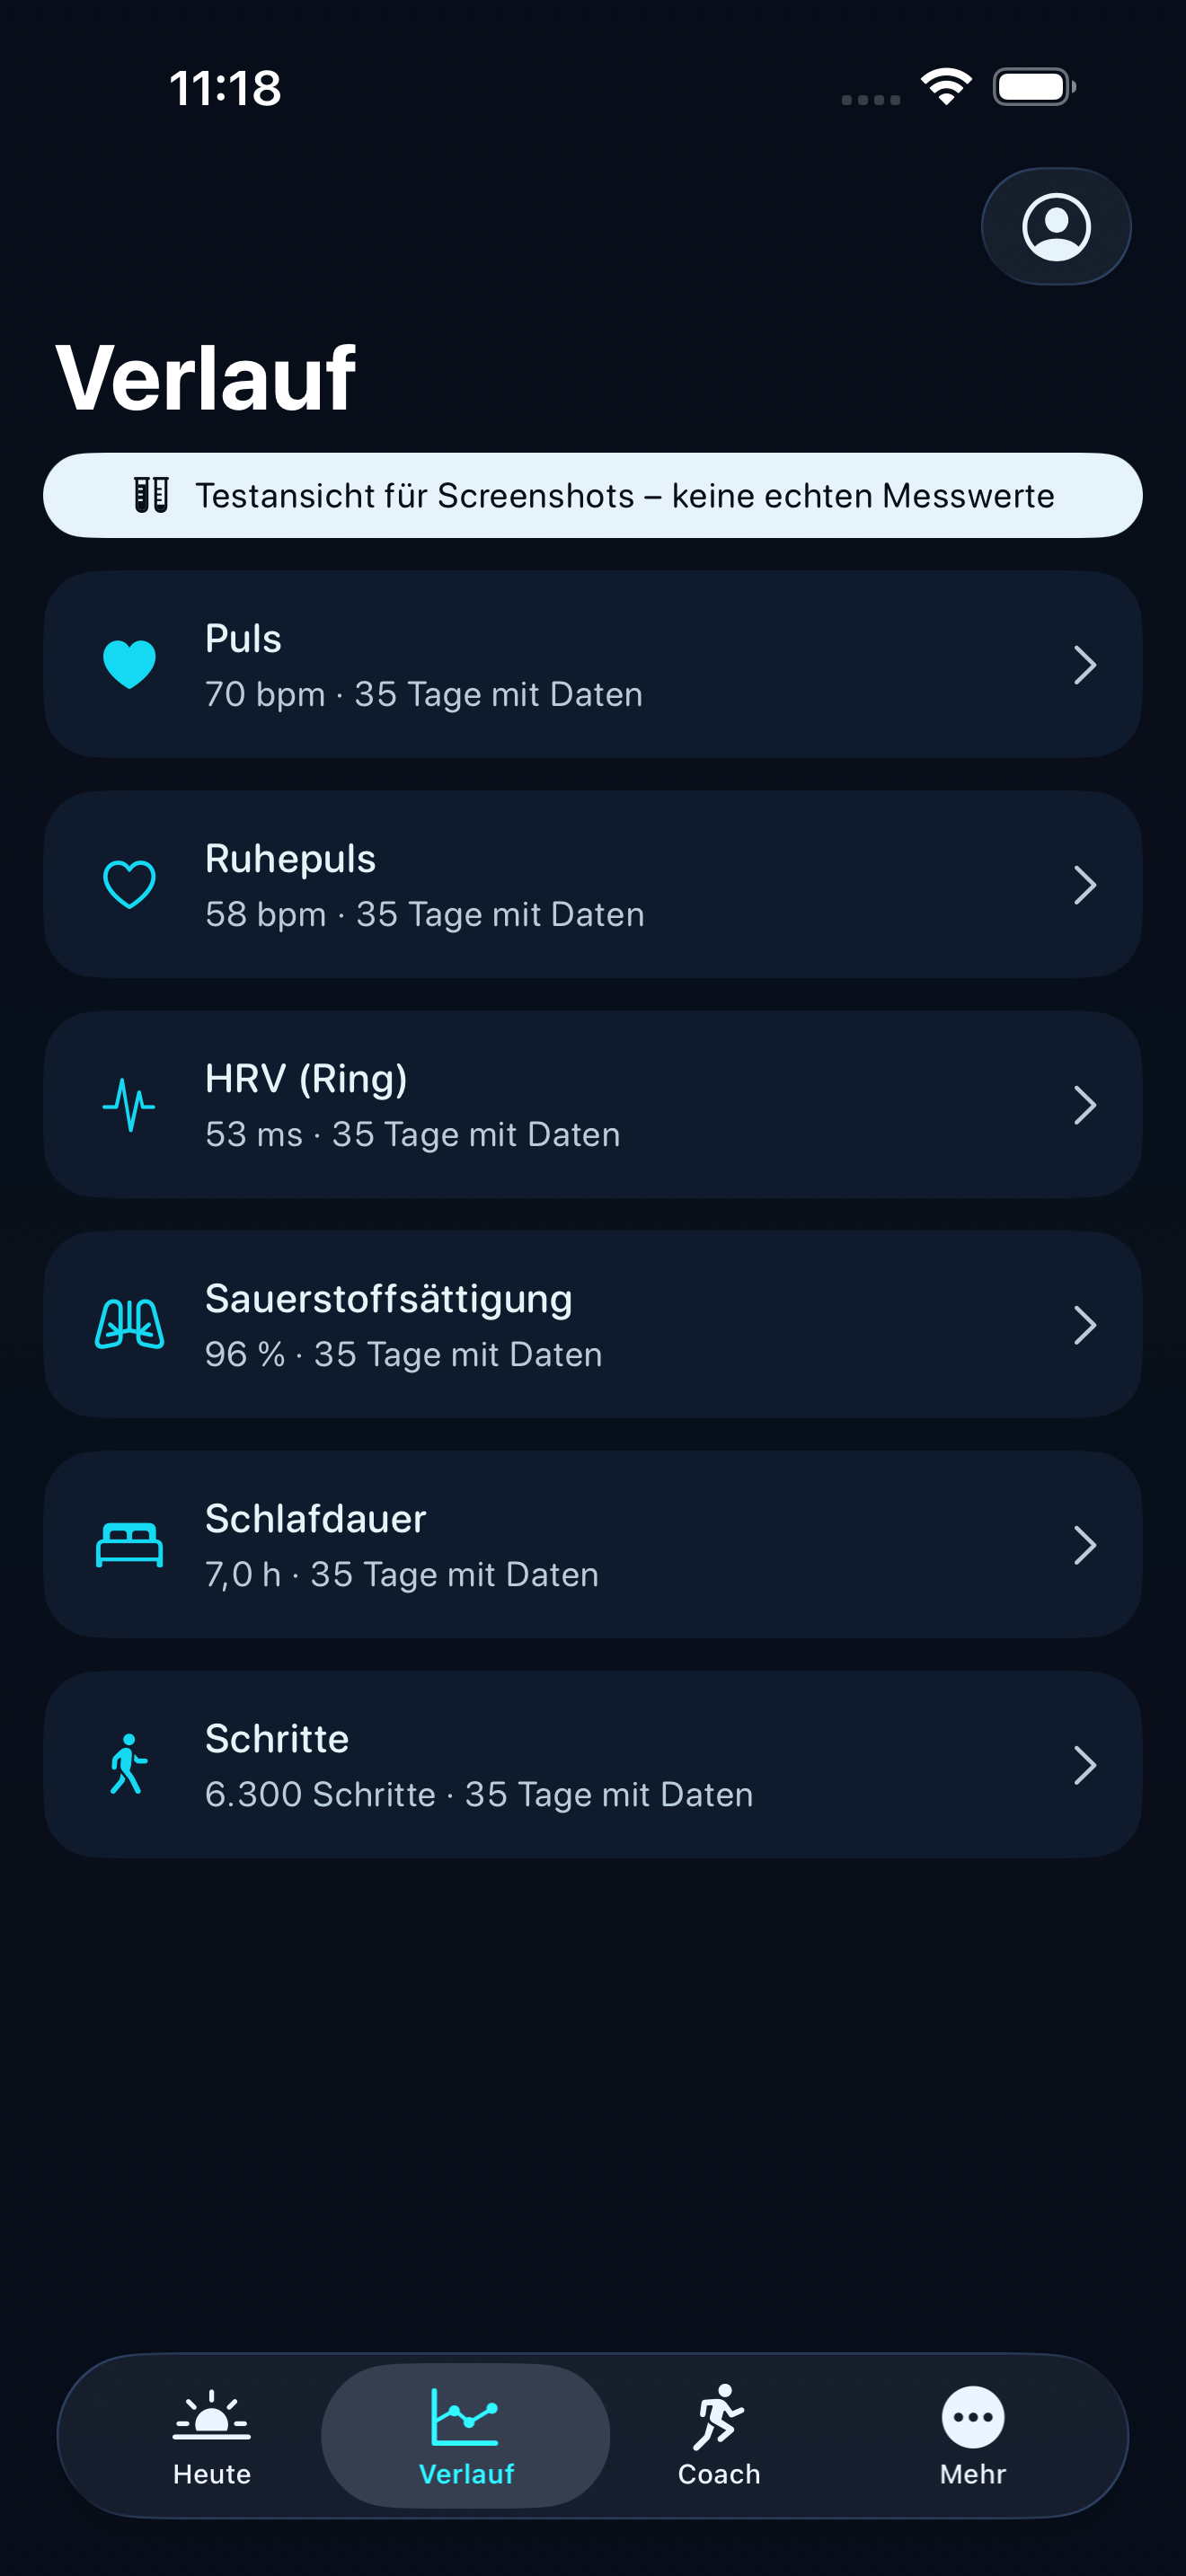 11:18
Verlauf
Testansicht für Screenshots – keine echten Messwerte
Puls
70 bpm · 35 Tage mit Daten
Ruhepuls
58 bpm · 35 Tage mit Daten
HRV (Ring)
53 ms · 35 Tage mit Daten
Sauerstoffsättigung
96 % · 35 Tage mit Daten
Schlafdauer
7,0 h · 35 Tage mit Daten
Schritte
6.300 Schritte · 35 Tage mit Daten
Heute
Verlauf
Coach
Mehr